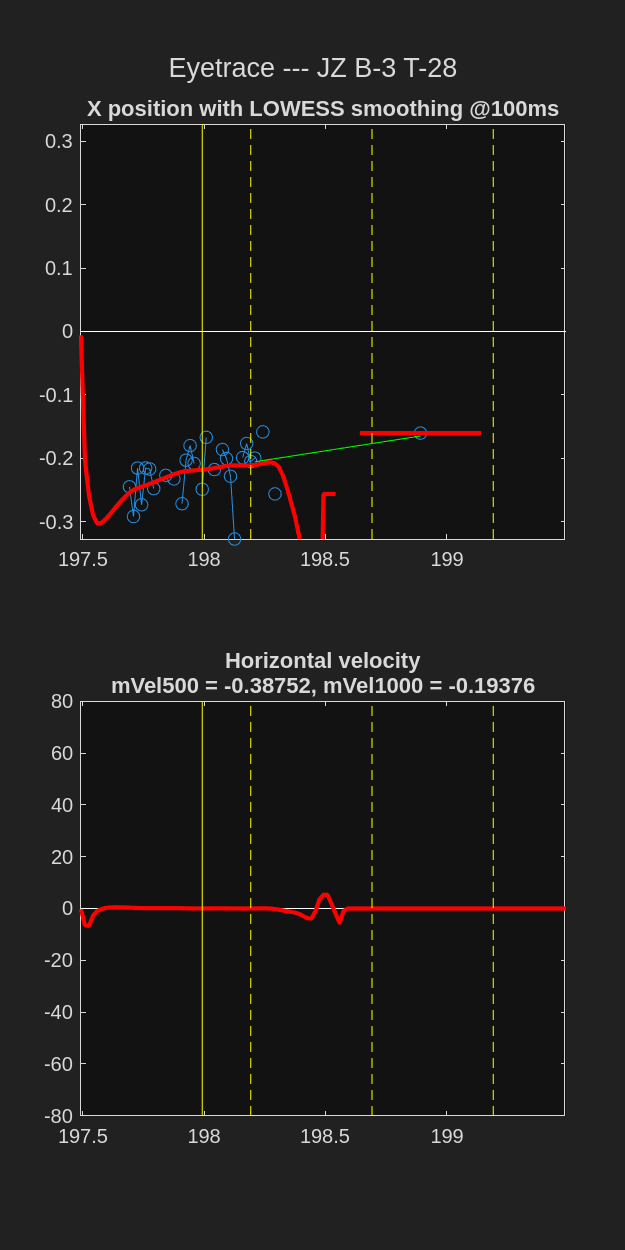 Eyetrace --- JZ B-3 T-28
X position with LOWESS smoothing @100ms
0.3
0.2
0.1
0
-0.1
-0.2
-0.3
197.5 198 198.5 199
Horizontal velocity
mVel500 = -0.38752, mVel1000 = -0.19376
80
60
40
20
0
-20
-40
-60
-80
197.5 198 198.5 199